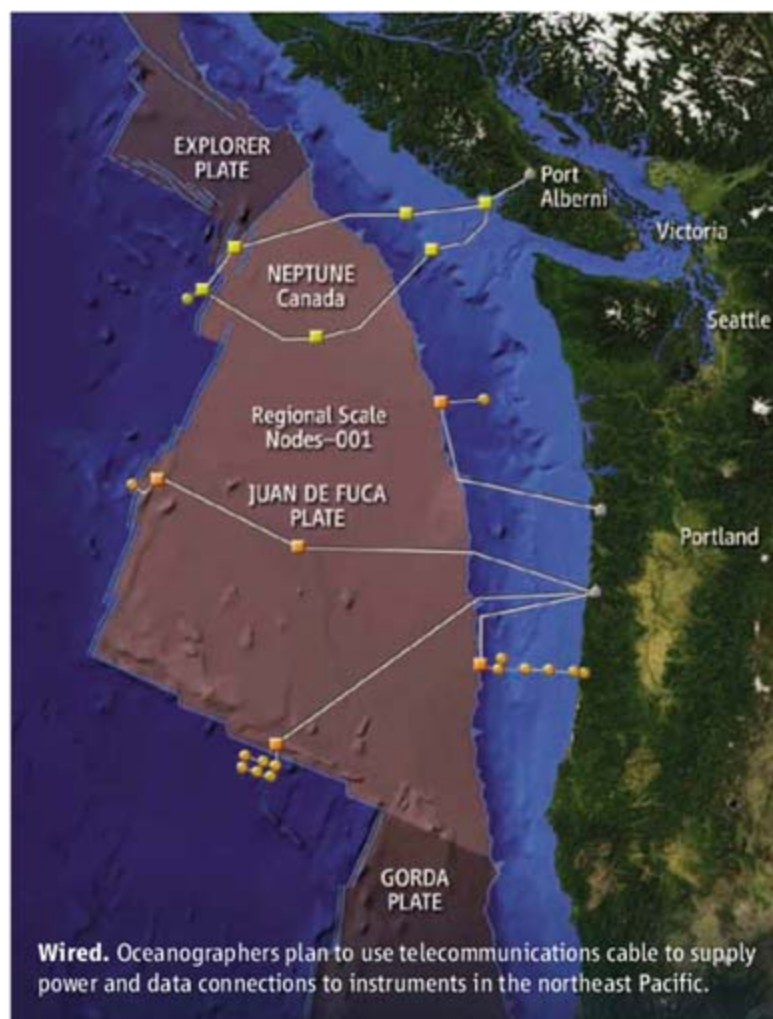 EXPLORER
PLATE
Port
Alberni
Victoria
NEPTUNE
Canada
Seattle
Regional Scale
Nodes–001
JUAN DE FUCA
PLATE
Portland
GORDA
PLATE
Wired. Oceanographers plan to use telecommunications cable to supply
power and data connections to instruments in the northeast Pacific.